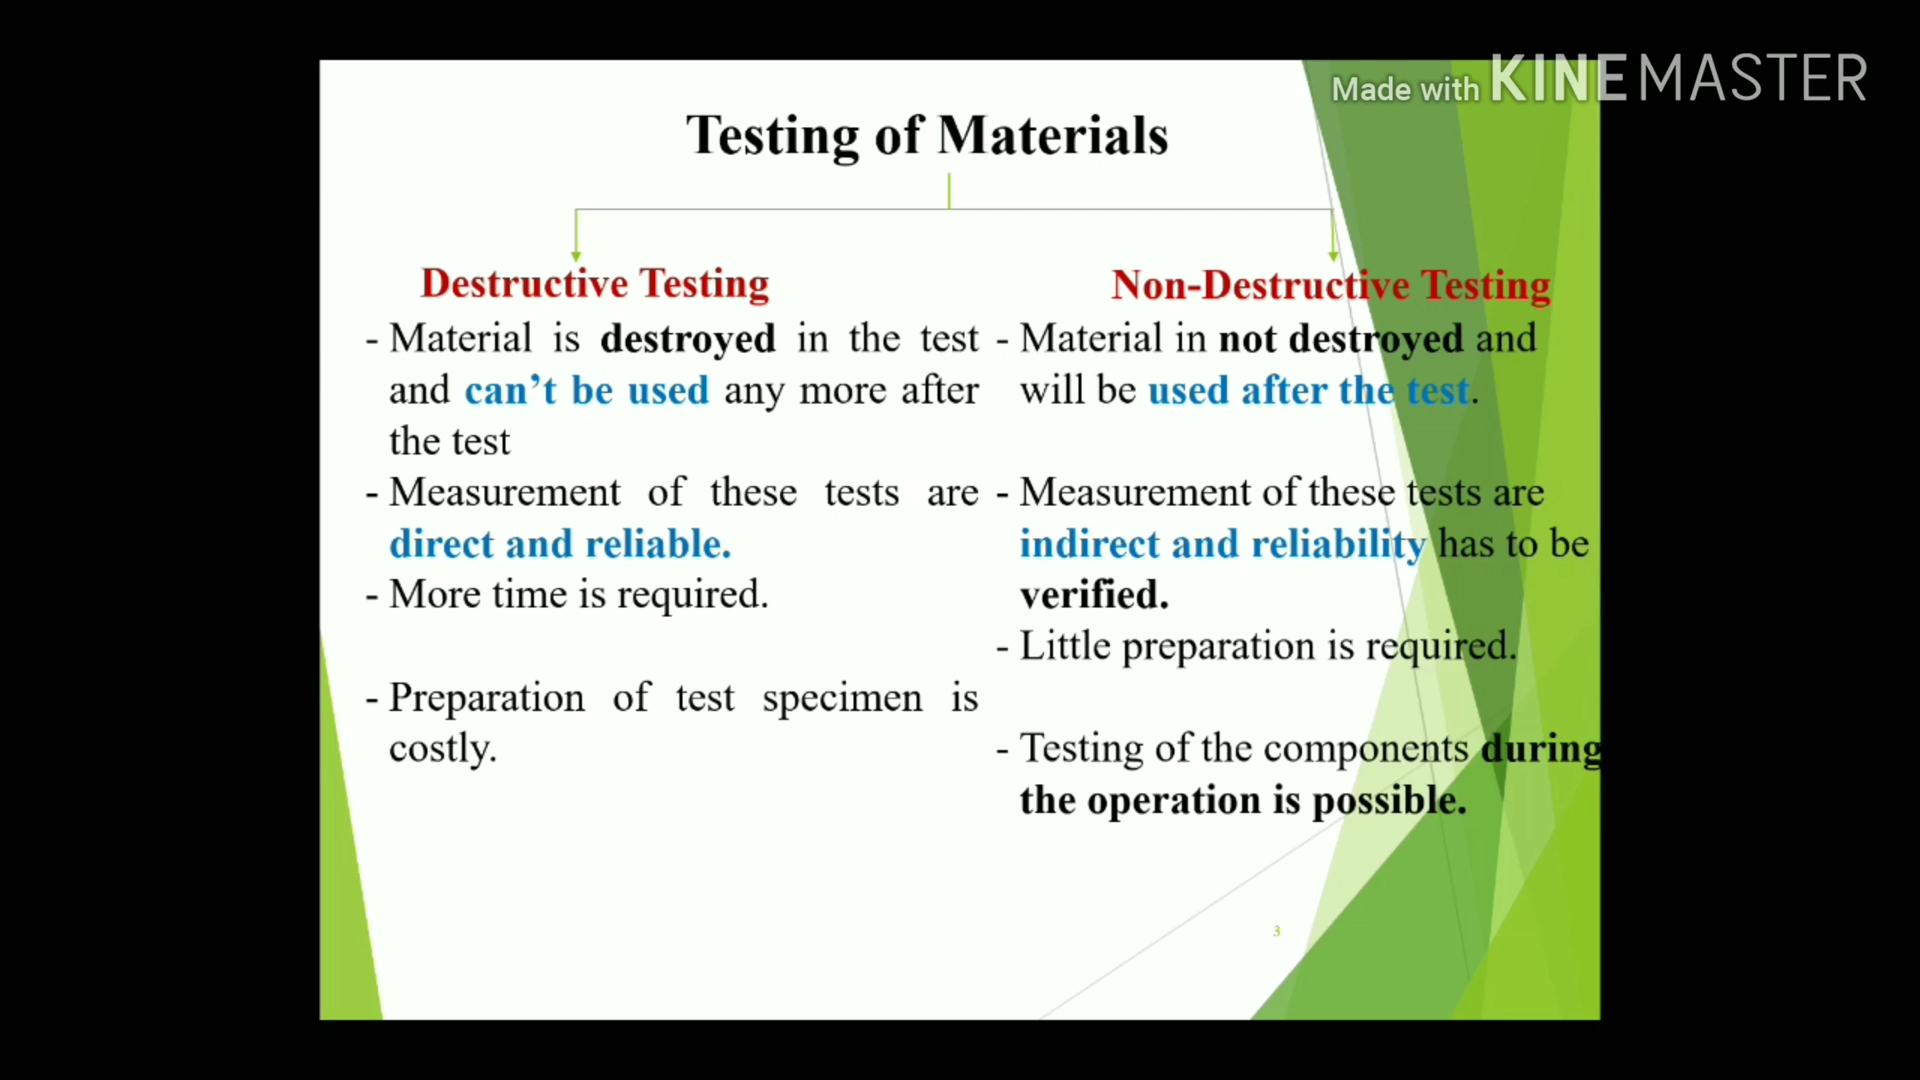 Made with KINEMASTER
Testing of Materials
Destructive Testing
- Material is destroyed in the test
and can't be used any more after
the test
- Measurement of these tests are
direct and reliable.
- More time is required.
- Preparation of test specimen is
costly.
Non-Destructive Testing
- Material in not destroyed and
will be used after the test.
- Measurement of these tests are
indirect and reliability has to be
verified.
- Little preparation is required.
- Testing of the components during
the operation is possible.
3